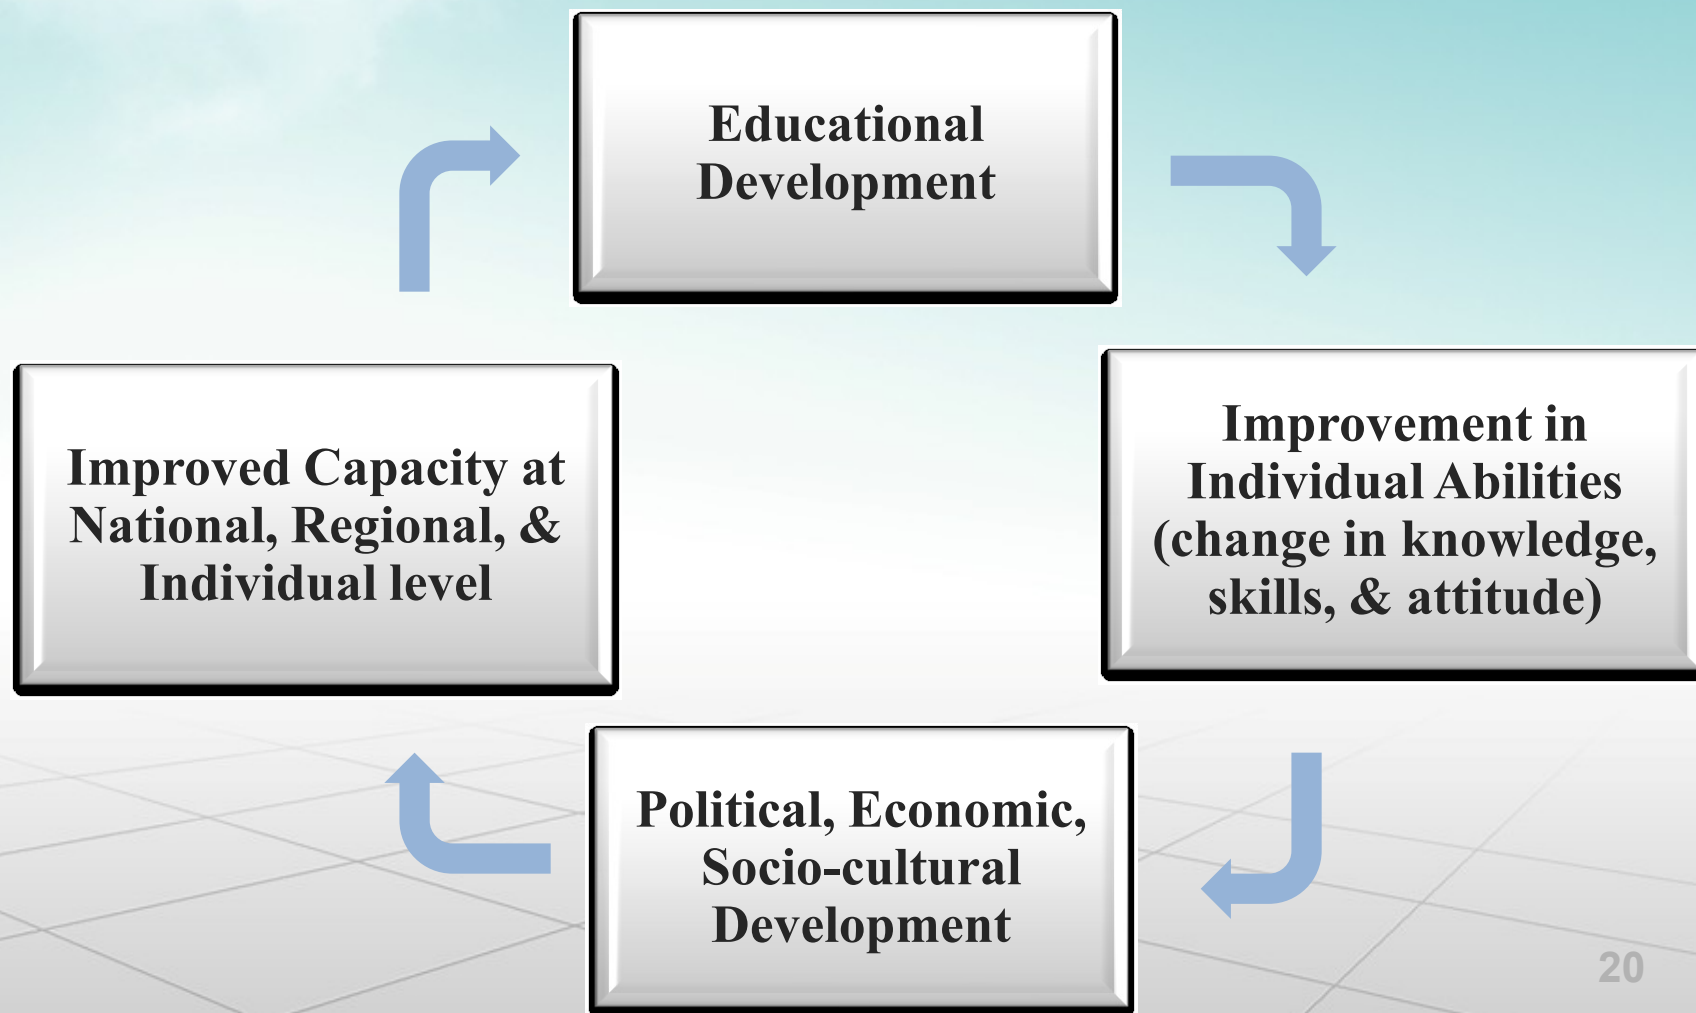 Educational
Development
Improvement in
Individual Abilities
(change in knowledge,
skills, & attitude)
Political, Economic,
Socio-cultural
Development
Improved Capacity at
National, Regional, &
Individual level
20